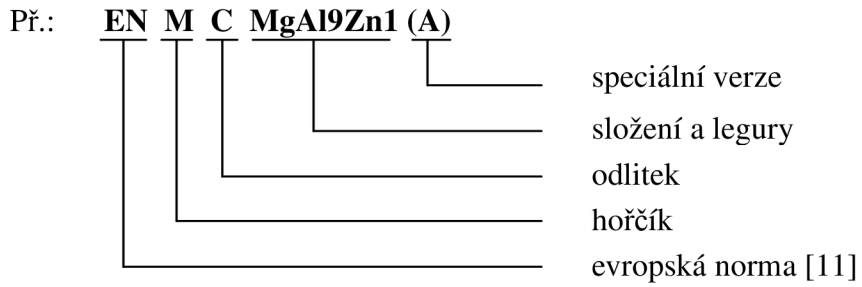 Př.: EN M C MgAl9Zn1 (A)
speciální verze
složení a legury
odlitek
hořčík
evropská norma [11]